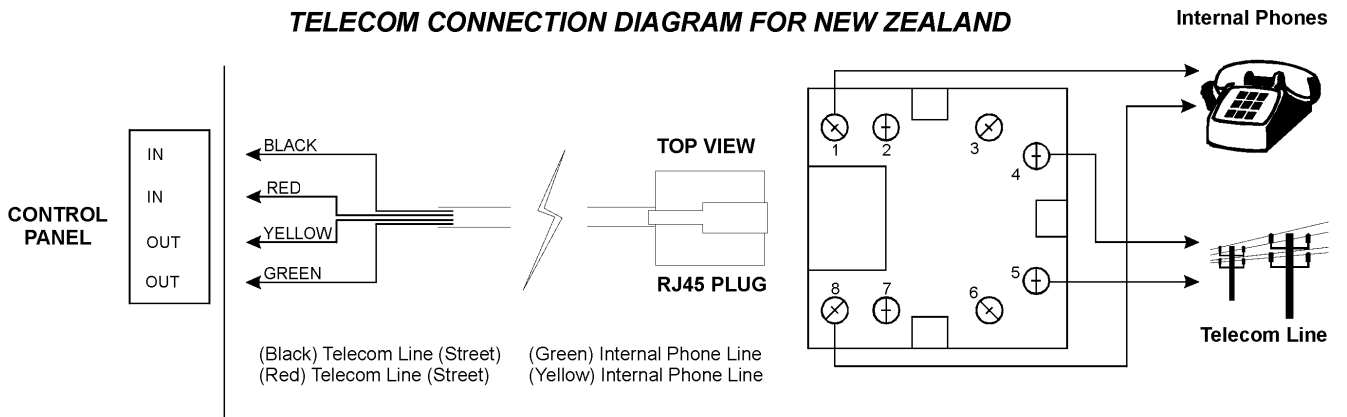 TELECOM CONNECTION DIAGRAM FOR NEW ZEALAND
Internal Phones
CONTROL
PANEL
IN
IN
OUT
OUT
BLACK
RED
YELLOW
GREEN
TOP VIEW
RJ45 PLUG
1
2
3
4
5
6
7
8
Telecom Line
(Black) Telecom Line (Street)
(Red) Telecom Line (Street)
(Green) Internal Phone Line
(Yellow) Internal Phone Line